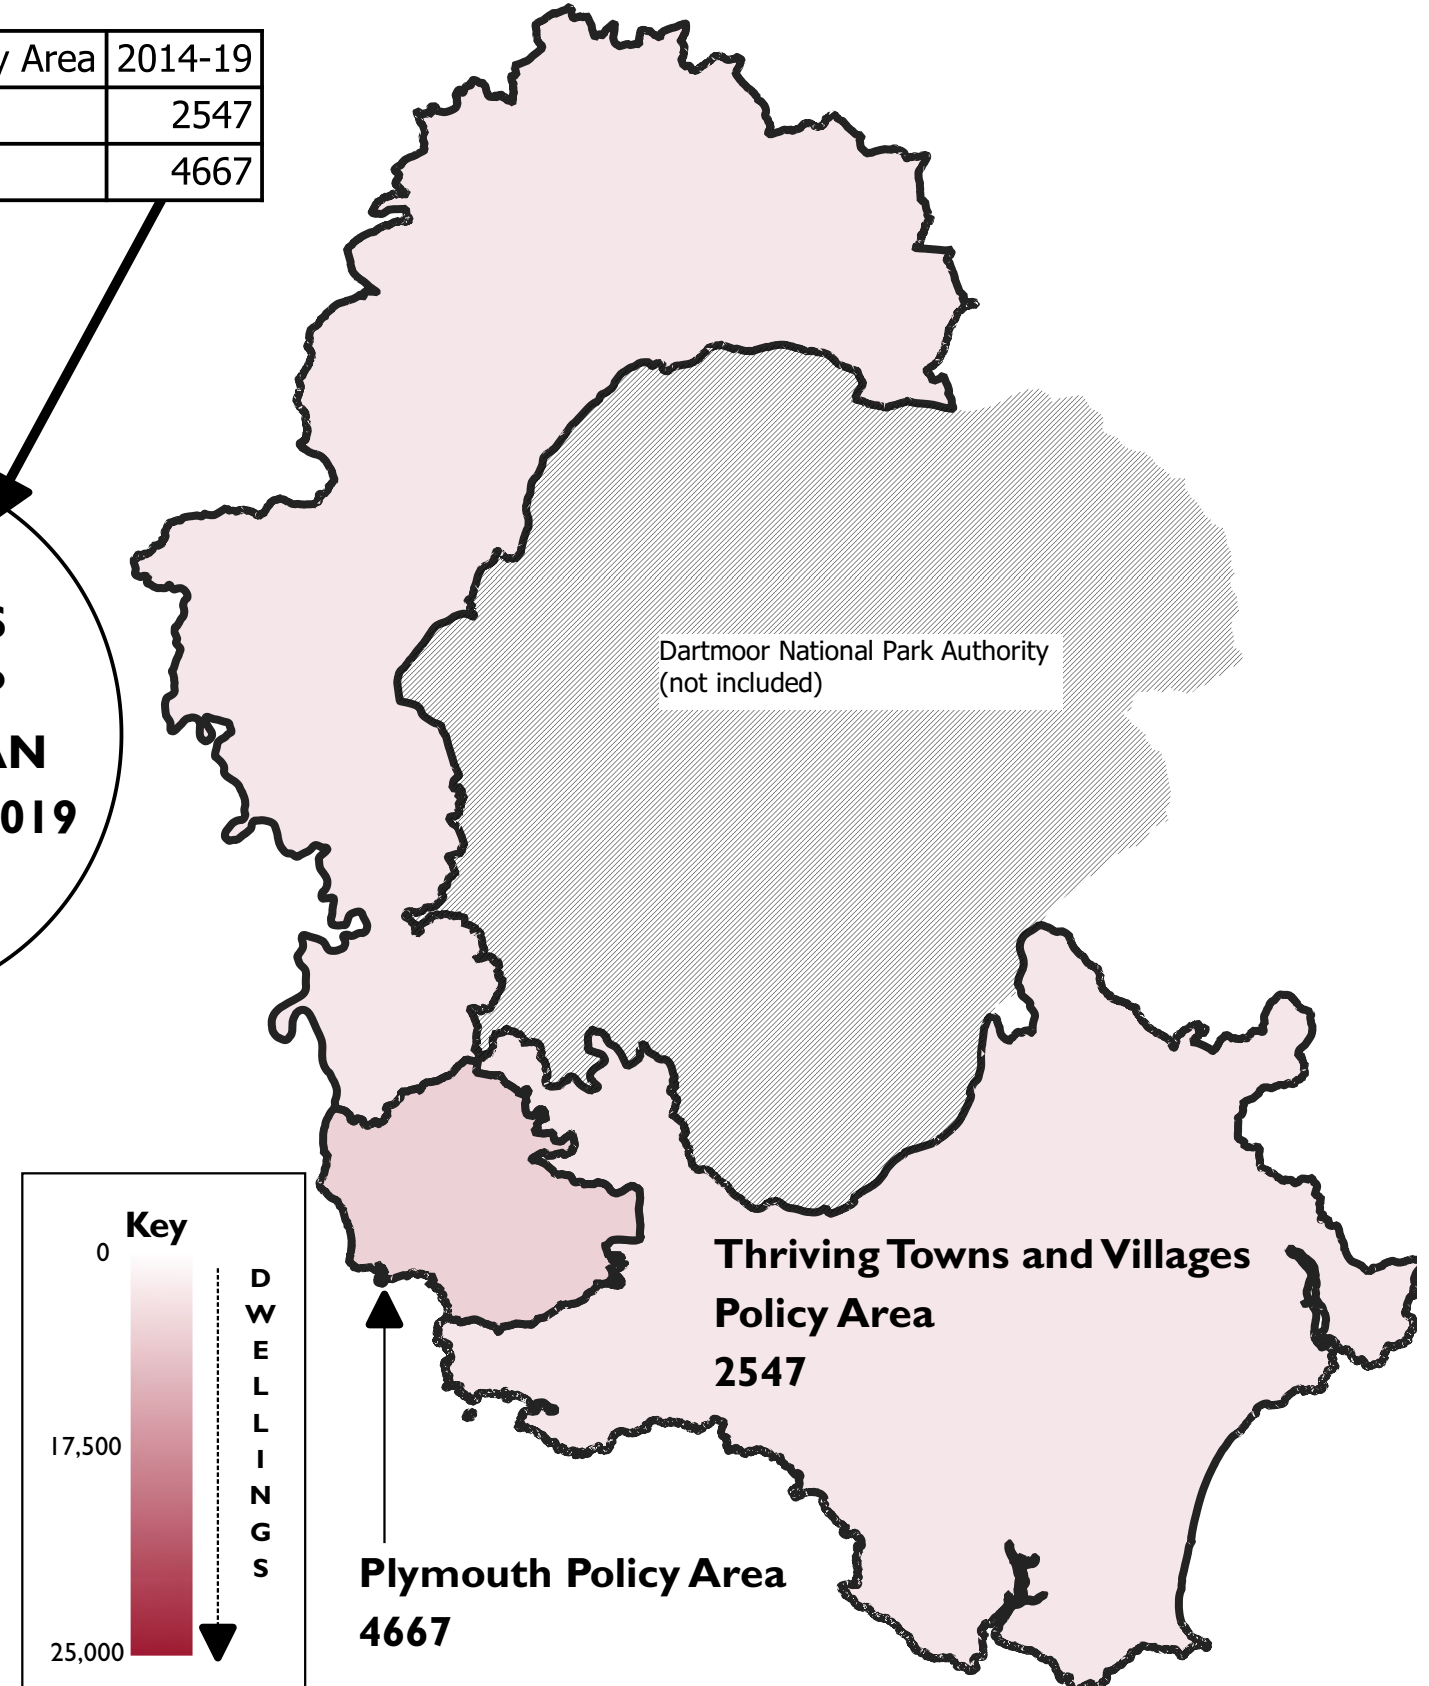 Area 2014-19
2547
4667
AN
019
Dartmoor National Park Authority
(not included)
Thriving Towns and Villages
Policy Area
2547
Key
0
17,500
25,000
D
W
E
L
L
I
N
G
S
Plymouth Policy Area
4667